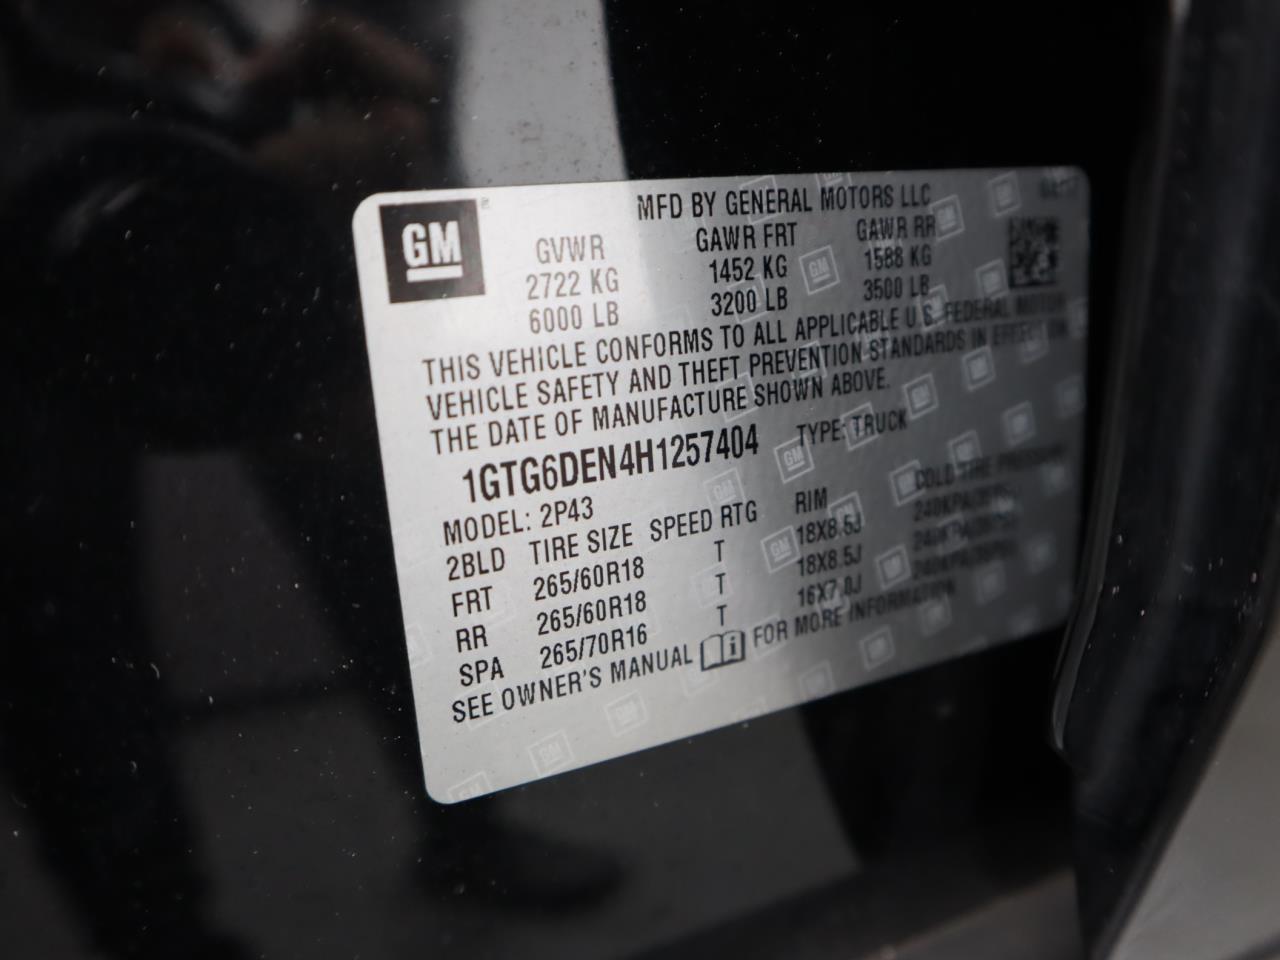 GM
MFD BY GENERAL MOTORS LLC
GVWR GAWR FRT GAWR RR
2722 KG 1452 KG 1588 KG
6000 LB 3200 LB 3500 LB
THIS VEHICLE CONFORMS TO ALL APPLICABLE U.S. FEDERAL MOTOR
VEHICLE SAFETY AND THEFT PREVENTION STANDARDS IN EFFECT ON
THE DATE OF MANUFACTURE SHOWN ABOVE.
1GTG6DEN4H1257404 TYPE: TRUCK
MODEL: 2P43
2BLD TIRE SIZE SPEED RTG RIM COLD TIRE PRESSURE
FRT 265/60R18 T 18X8.5J
RR 265/60R18 T 18X8.5J
SPA 265/70R16 T 16X7.0J
SEE OWNER'S MANUAL FOR MORE INFORMATION